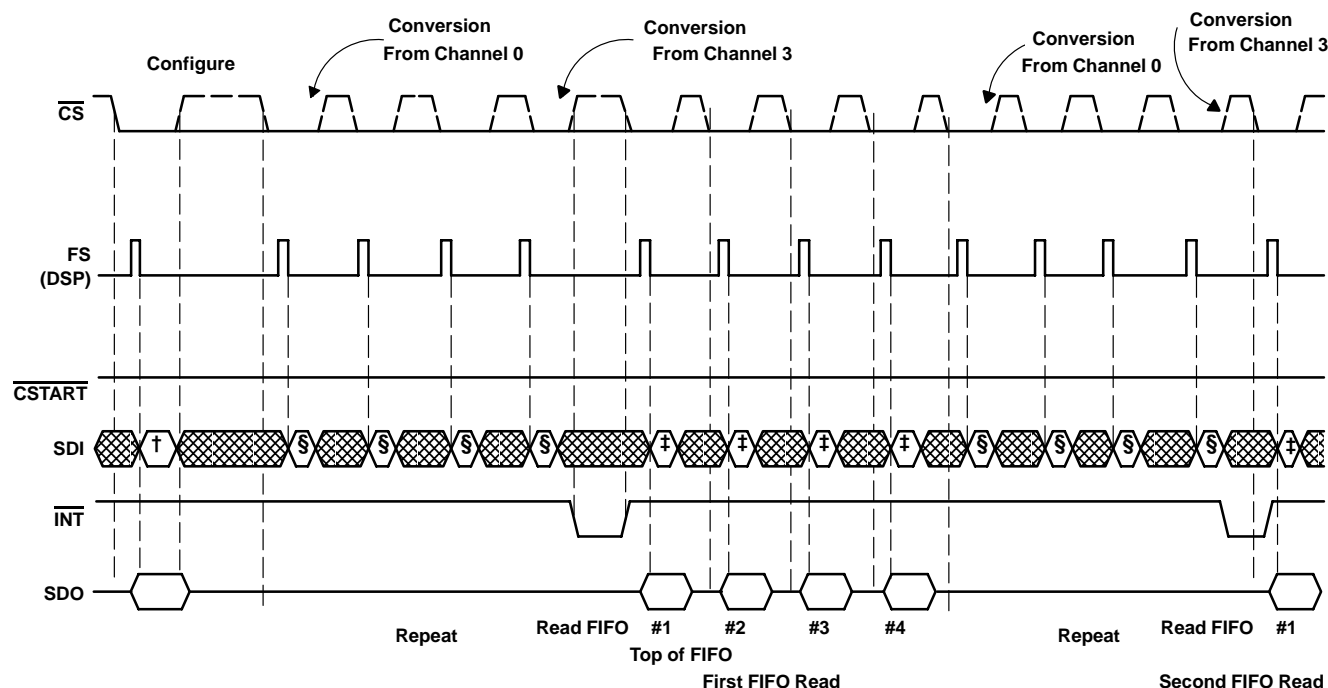 Configure
Conversion
From Channel 0
Conversion
From Channel 3
Conversion
From Channel 0
Conversion
From Channel 3
CS
FS
(DSP)
CSTART
SDI
† § § § § ‡ ‡ ‡ ‡ § § § § ‡
INT
SDO
Repeat
Read FIFO #1 #2 #3 #4
Repeat
Read FIFO #1
Top of FIFO
First FIFO Read
Second FIFO Read